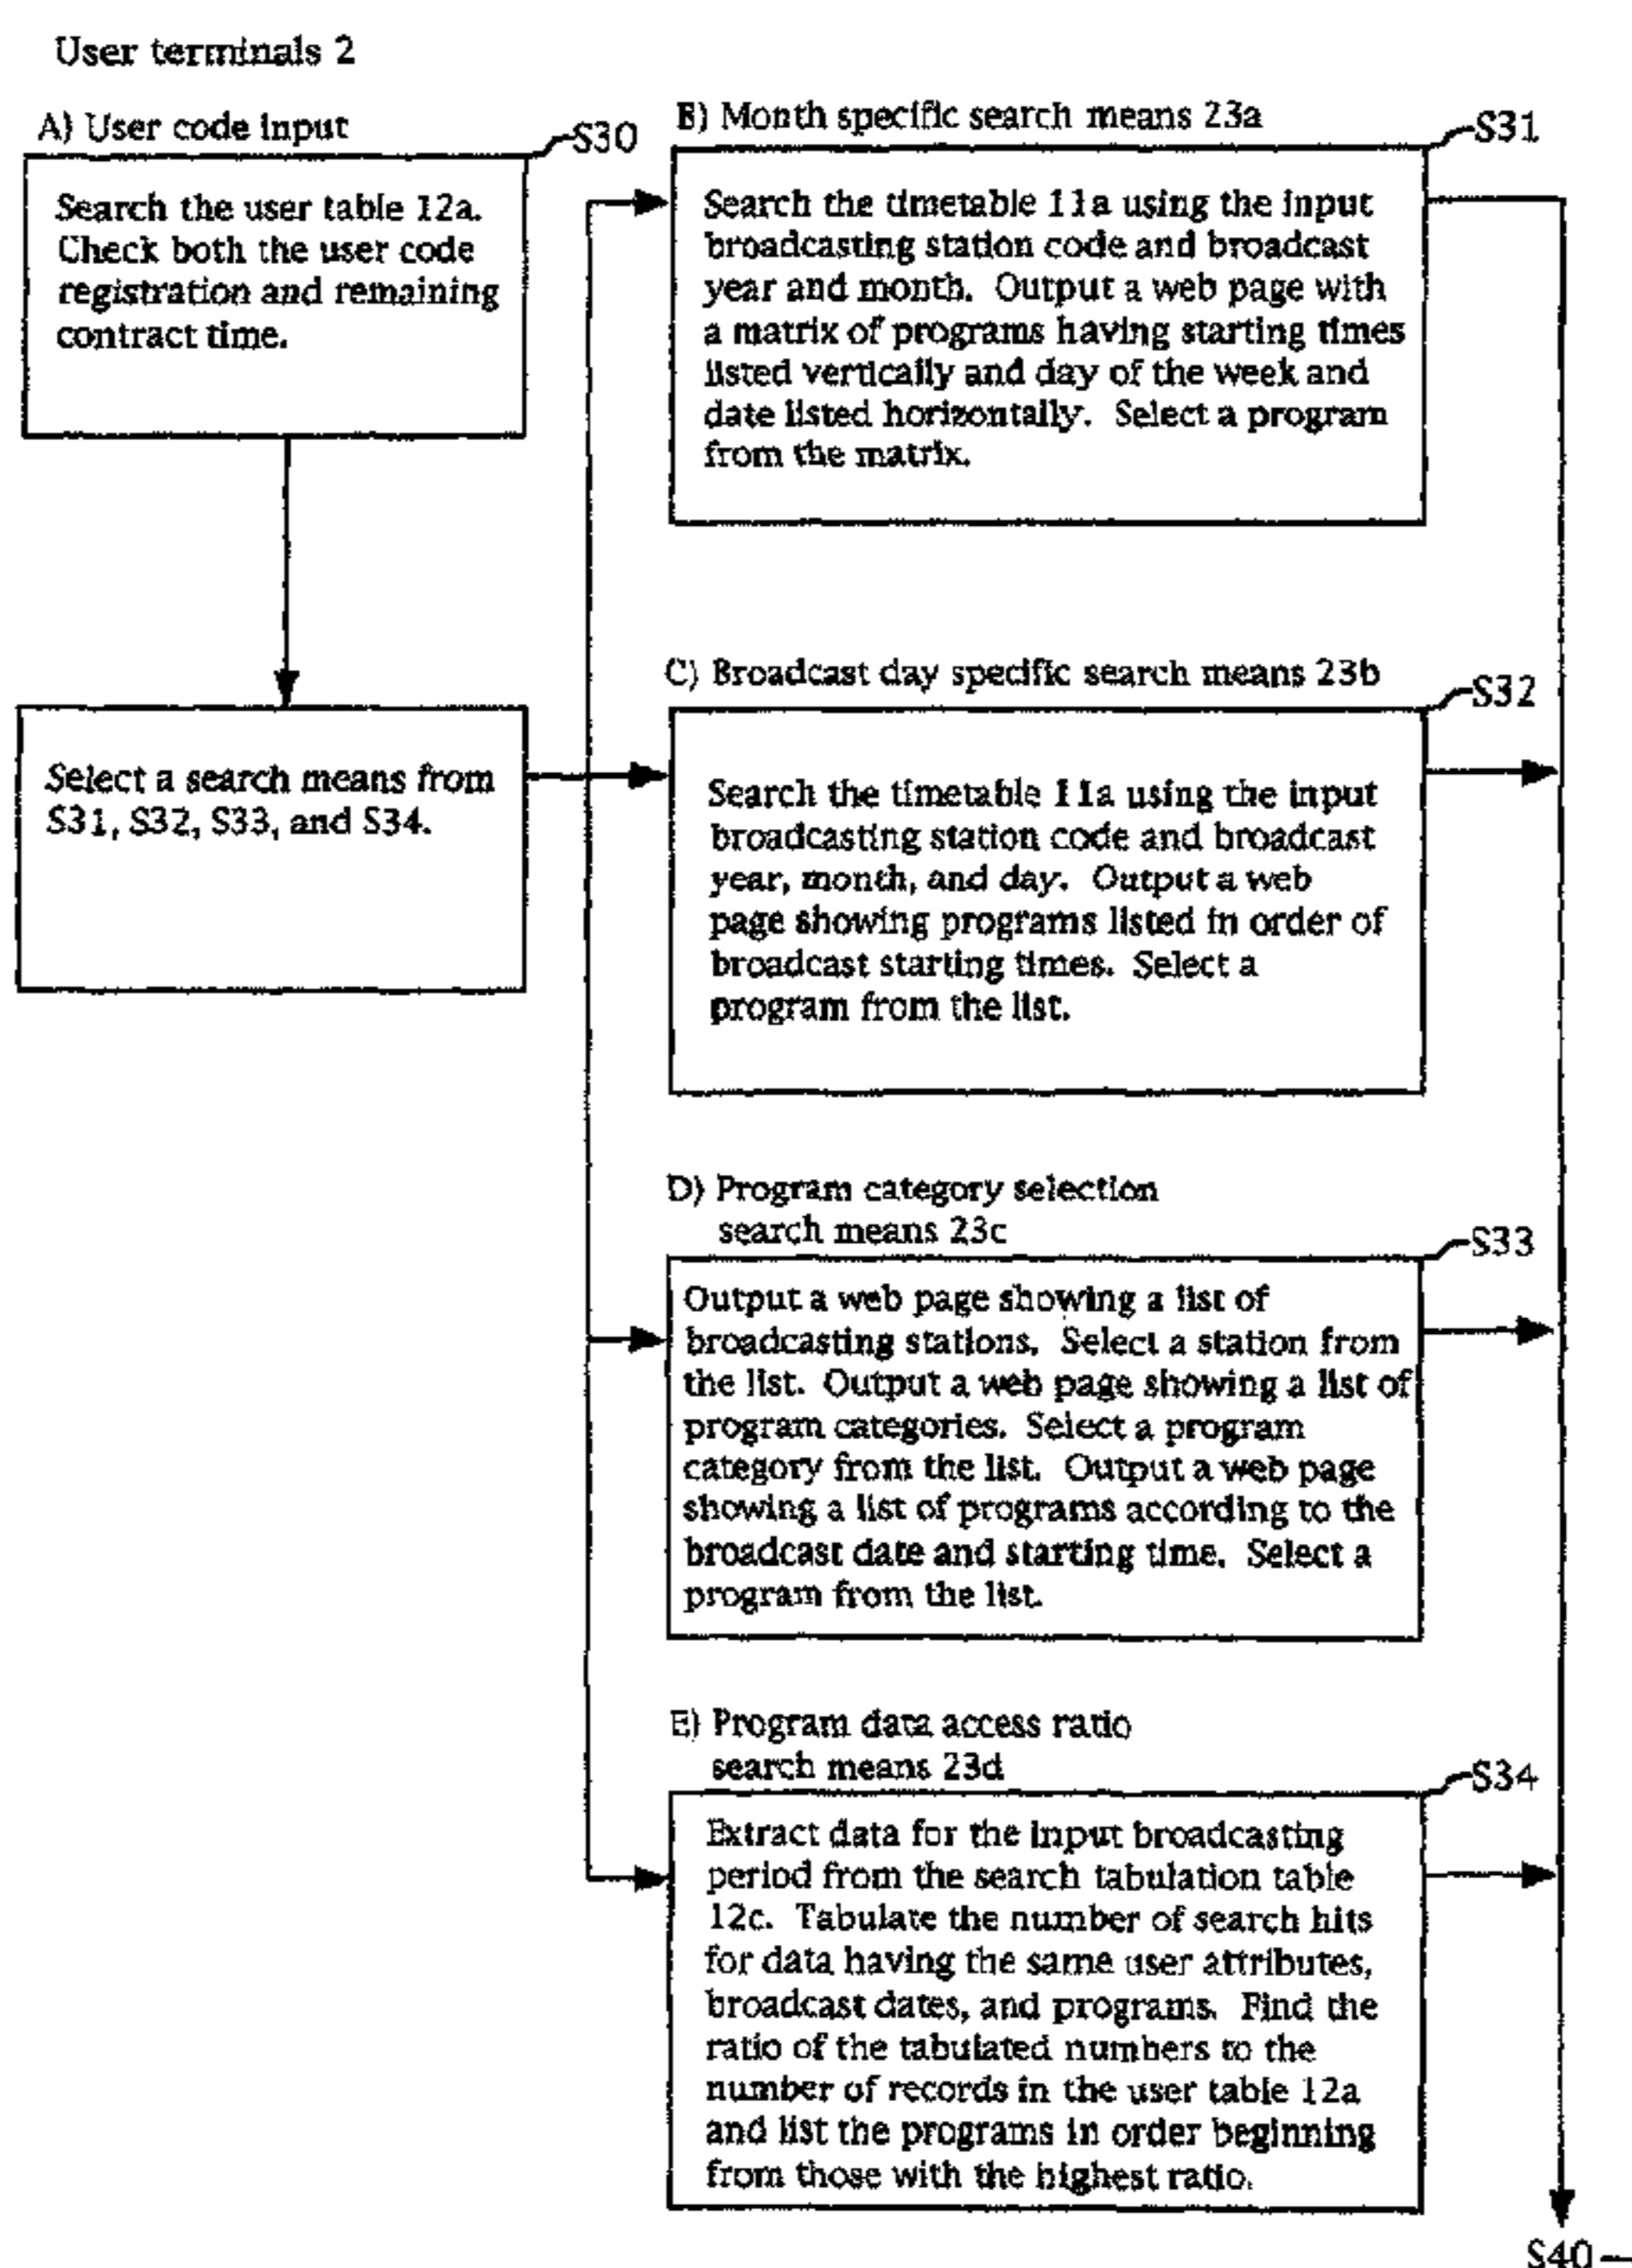 User terminals 2
A) User code input
S30
Search the user table 12a.
Check both the user code
registration and remaining
contract time.
Select a search means from
S31, S32, S33, and S34.
B) Month specific search means 23a
S31
Search the timetable 11a using the input
broadcasting station code and broadcast
year and month. Output a web page with
a matrix of programs having starting times
listed vertically and day of the week and
date listed horizontally. Select a program
from the matrix.
C) Broadcast day specific search means 23b
S32
Search the timetable 11a using the input
broadcasting station code and broadcast
year, month, and day. Output a web
page showing programs listed in order of
broadcast starting times. Select a
program from the list.
D) Program category selection
search means 23c
S33
Output a web page showing a list of
broadcasting stations. Select a station from
the list. Output a web page showing a list of
program categories. Select a program
category from the list. Output a web page
showing a list of programs according to the
broadcast date and starting time. Select a
program from the list.
E) Program data access ratio
search means 23d
S34
Extract data for the input broadcasting
period from the search tabulation table
12c. Tabulate the number of search hits
for data having the same user attributes,
broadcast dates, and programs. Find the
ratio of the tabulated numbers to the
number of records in the user table 12a
and list the programs in order beginning
from those with the highest ratio.
S40